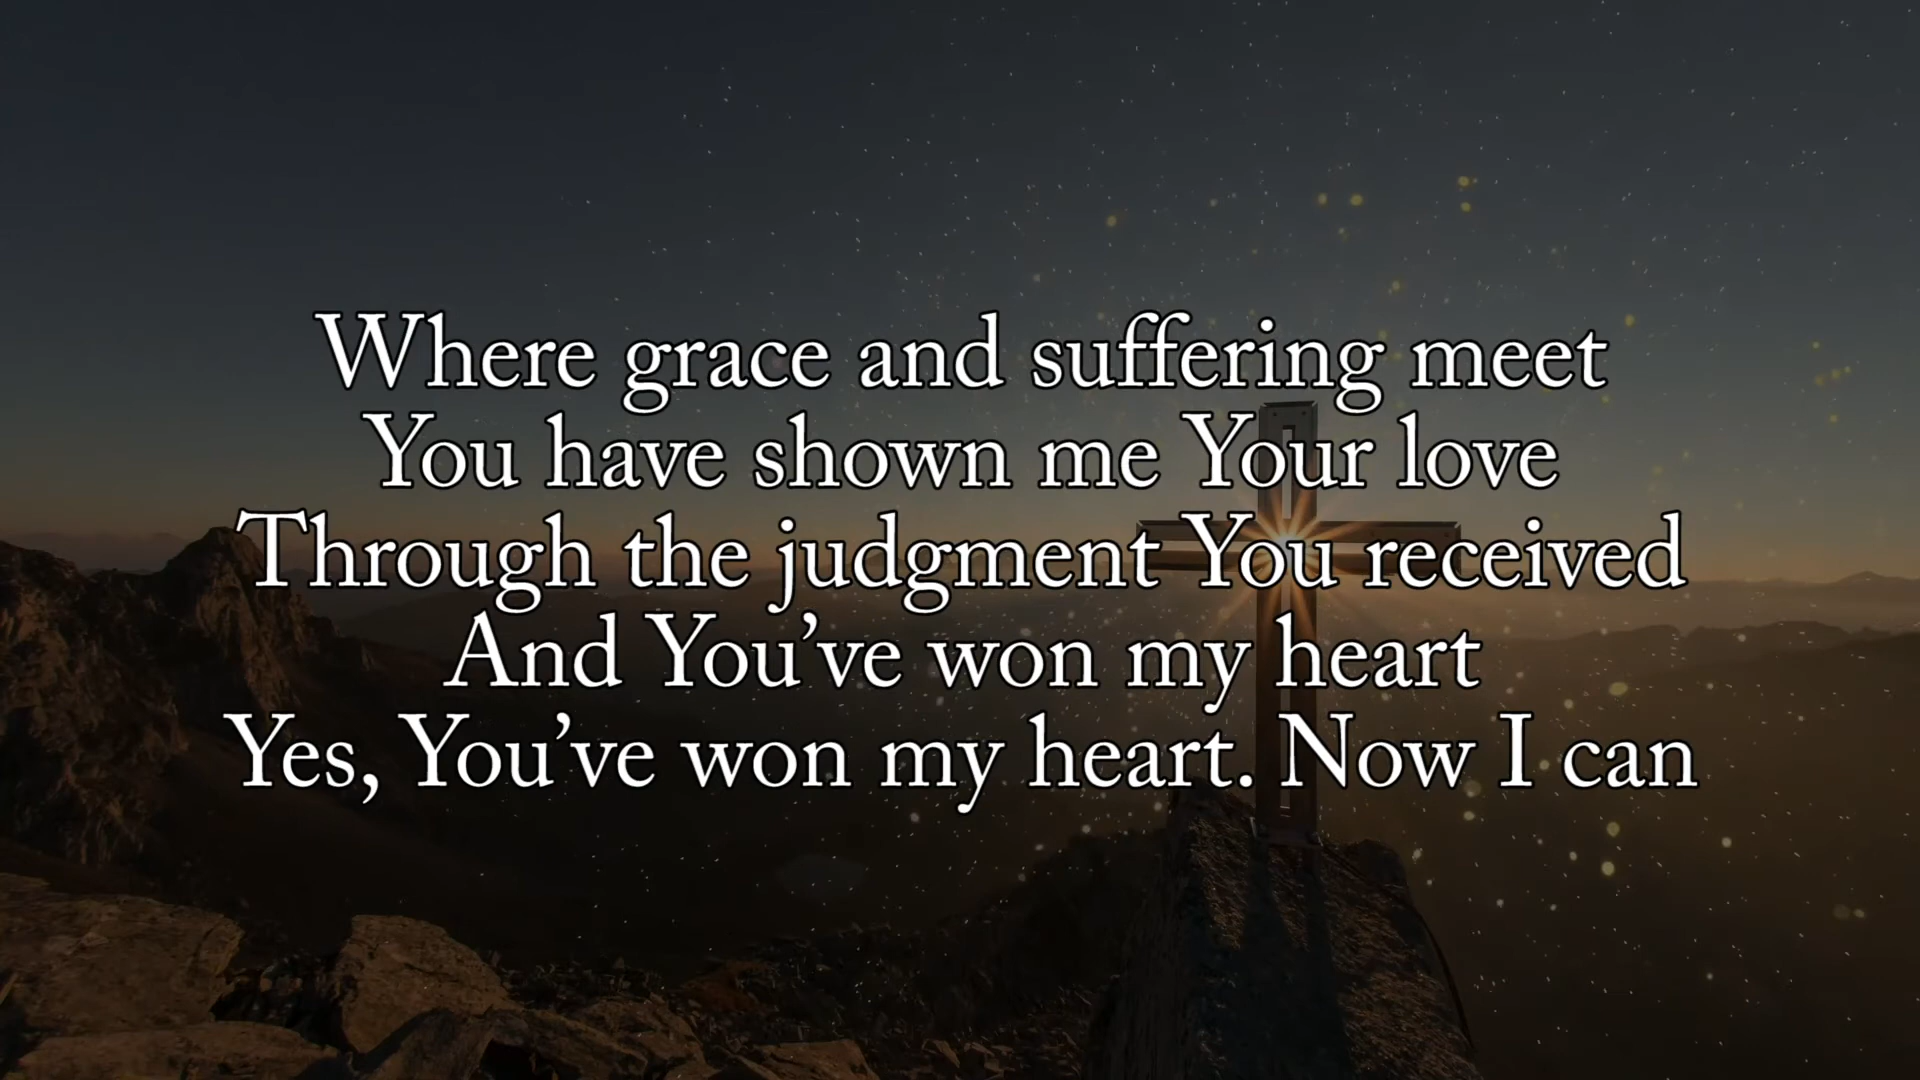 Where grace and suffering meet
You have shown me Your love
Through the judgment You received
And You’ve won my heart
Yes, You’ve won my heart. Now I can